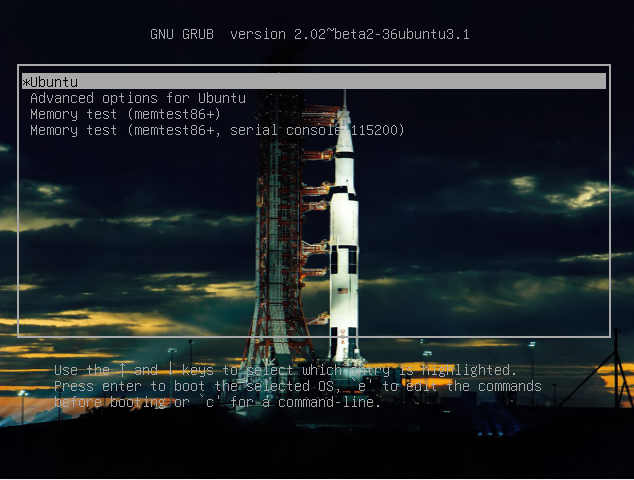 GNU GRUB  version 2.02~beta2-36ubuntu3.1
*Ubuntu
Advanced options for Ubuntu
Memory test (memtest86+)
Memory test (memtest86+, serial console 115200)
Use the ↑ and ↓ keys to select which entry is highlighted.
Press enter to boot the selected OS, `e' to edit the commands
before booting or `c' for a command-line.